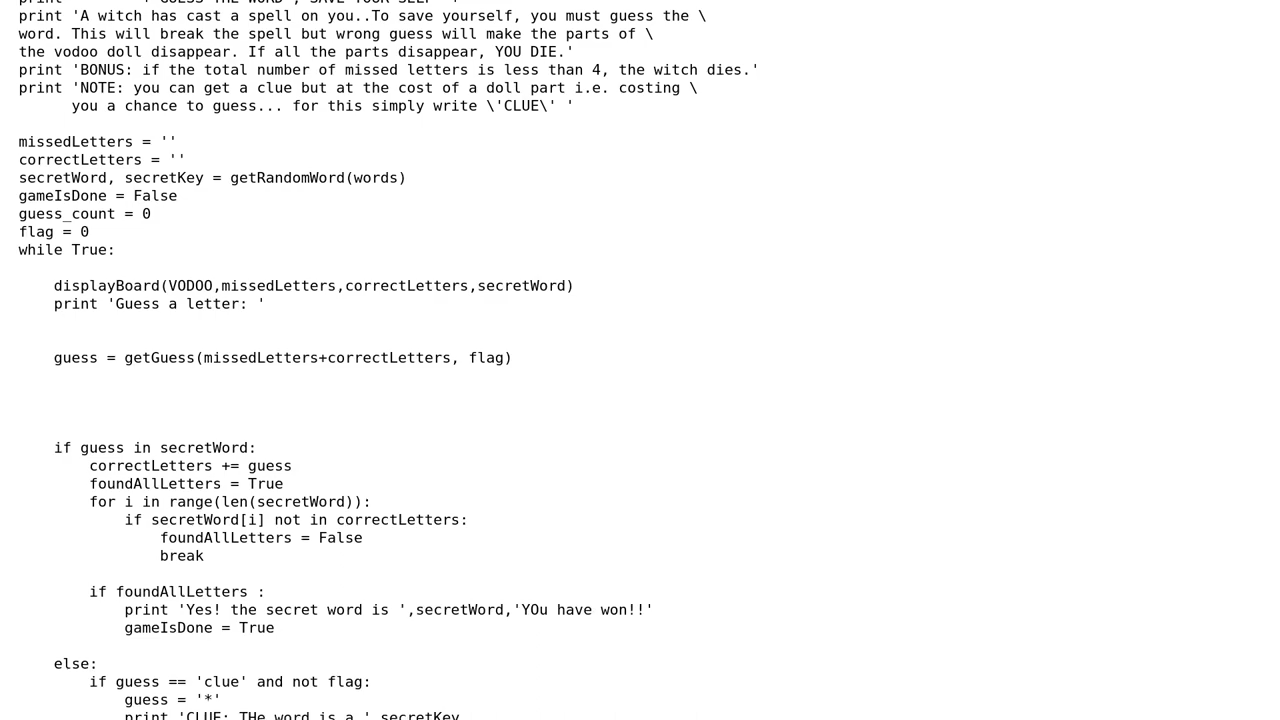 print 'A witch has cast a spell on you..To save yourself, you must guess the \
word. This will break the spell but wrong guess will make the parts of \
the vodoo doll disappear. If all the parts disappear, YOU DIE.'
print 'BONUS: if the total number of missed letters is less than 4, the witch dies.'
print 'NOTE: you can get a clue but at the cost of a doll part i.e. costing \
      you a chance to guess... for this simply write \'CLUE\' '

missedLetters = ''
correctLetters = ''
secretWord, secretKey = getRandomWord(words)
gameIsDone = False
guess_count = 0
flag = 0
while True:

    displayBoard(VODOO,missedLetters,correctLetters,secretWord)
    print 'Guess a letter: '

    guess = getGuess(missedLetters+correctLetters, flag)

    if guess in secretWord:
        correctLetters += guess
        foundAllLetters = True
        for i in range(len(secretWord)):
            if secretWord[i] not in correctLetters:
                foundAllLetters = False
                break

        if foundAllLetters :
            print 'Yes! the secret word is ',secretWord,'YOu have won!!'
            gameIsDone = True

    else:
        if guess == 'clue' and not flag:
            guess = '*'
            print 'CLUE: THe word is a ' secretKey